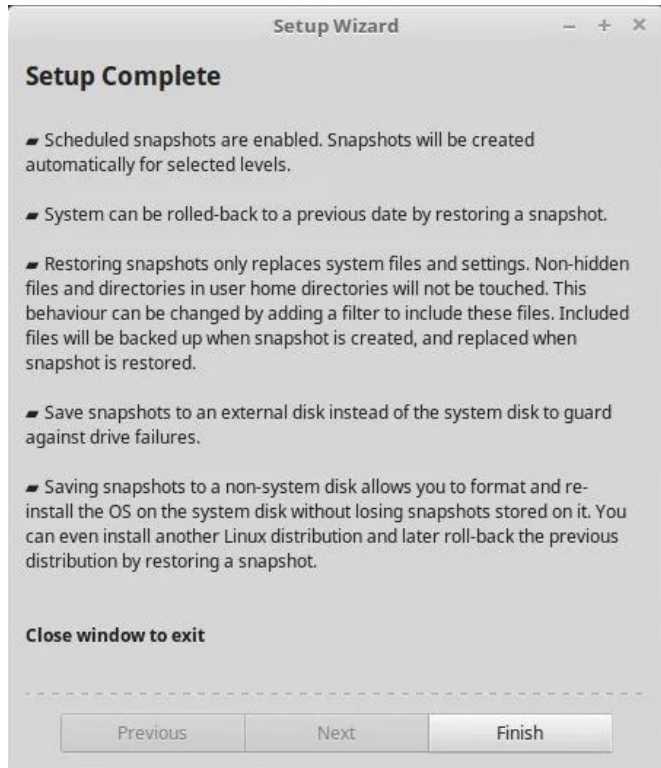 Setup Wizard
Setup Complete
▰ Scheduled snapshots are enabled. Snapshots will be created
automatically for selected levels.
▰ System can be rolled-back to a previous date by restoring a snapshot.
▰ Restoring snapshots only replaces system files and settings. Non-hidden
files and directories in user home directories will not be touched. This
behaviour can be changed by adding a filter to include these files. Included
files will be backed up when snapshot is created, and replaced when
snapshot is restored.
▰ Save snapshots to an external disk instead of the system disk to guard
against drive failures.
▰ Saving snapshots to a non-system disk allows you to format and re-
install the OS on the system disk without losing snapshots stored on it. You
can even install another Linux distribution and later roll-back the previous
distribution by restoring a snapshot.
Close window to exit
Previous Next Finish